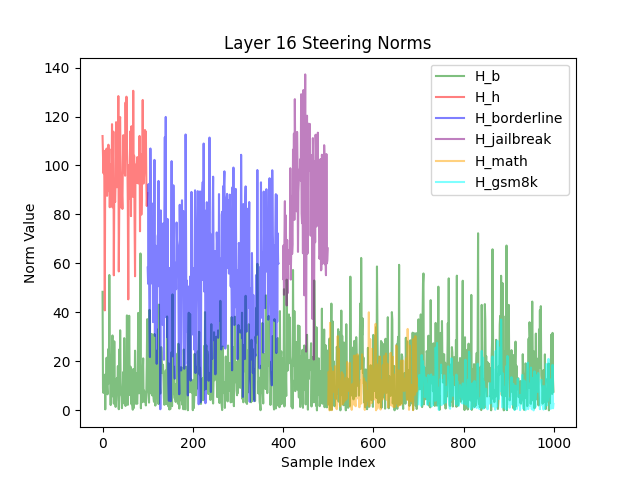 Layer 16 Steering Norms
Norm Value
140
120
100
80
60
40
20
0
H_b
H_h
H_borderline
H_jailbreak
H_math
H_gsm8k
0 200 400 600 800 1000
Sample Index